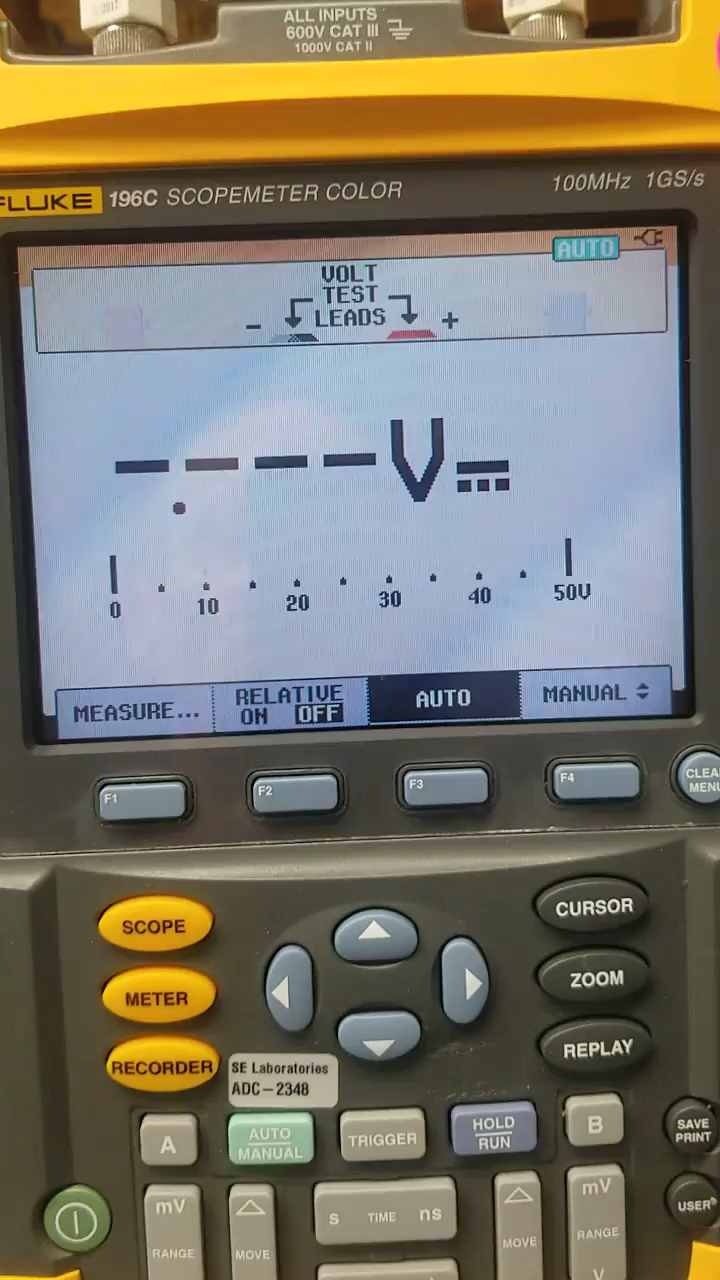 ALL INPUTS
600V CAT III
1000V CAT II
FLUKE 196C SCOPEMETER COLOR
100MHz 1GS/s
AUTO
VOLT
TEST
- LEADS +
----V
.
0 10 20 30 40 50V
MEASURE... RELATIVE AUTO MANUAL
ON OFF
F1 F2 F3 F4
CLEA
MENU
SCOPE
CURSOR
METER
ZOOM
RECORDER
REPLAY
SE Laboratories
ADC-2348
A
AUTO
MANUAL
TRIGGER
HOLD
RUN
B
SAVE
PRINT
mV
RANGE
MOVE
s TIME ns
MOVE
mV
RANGE
V
USER